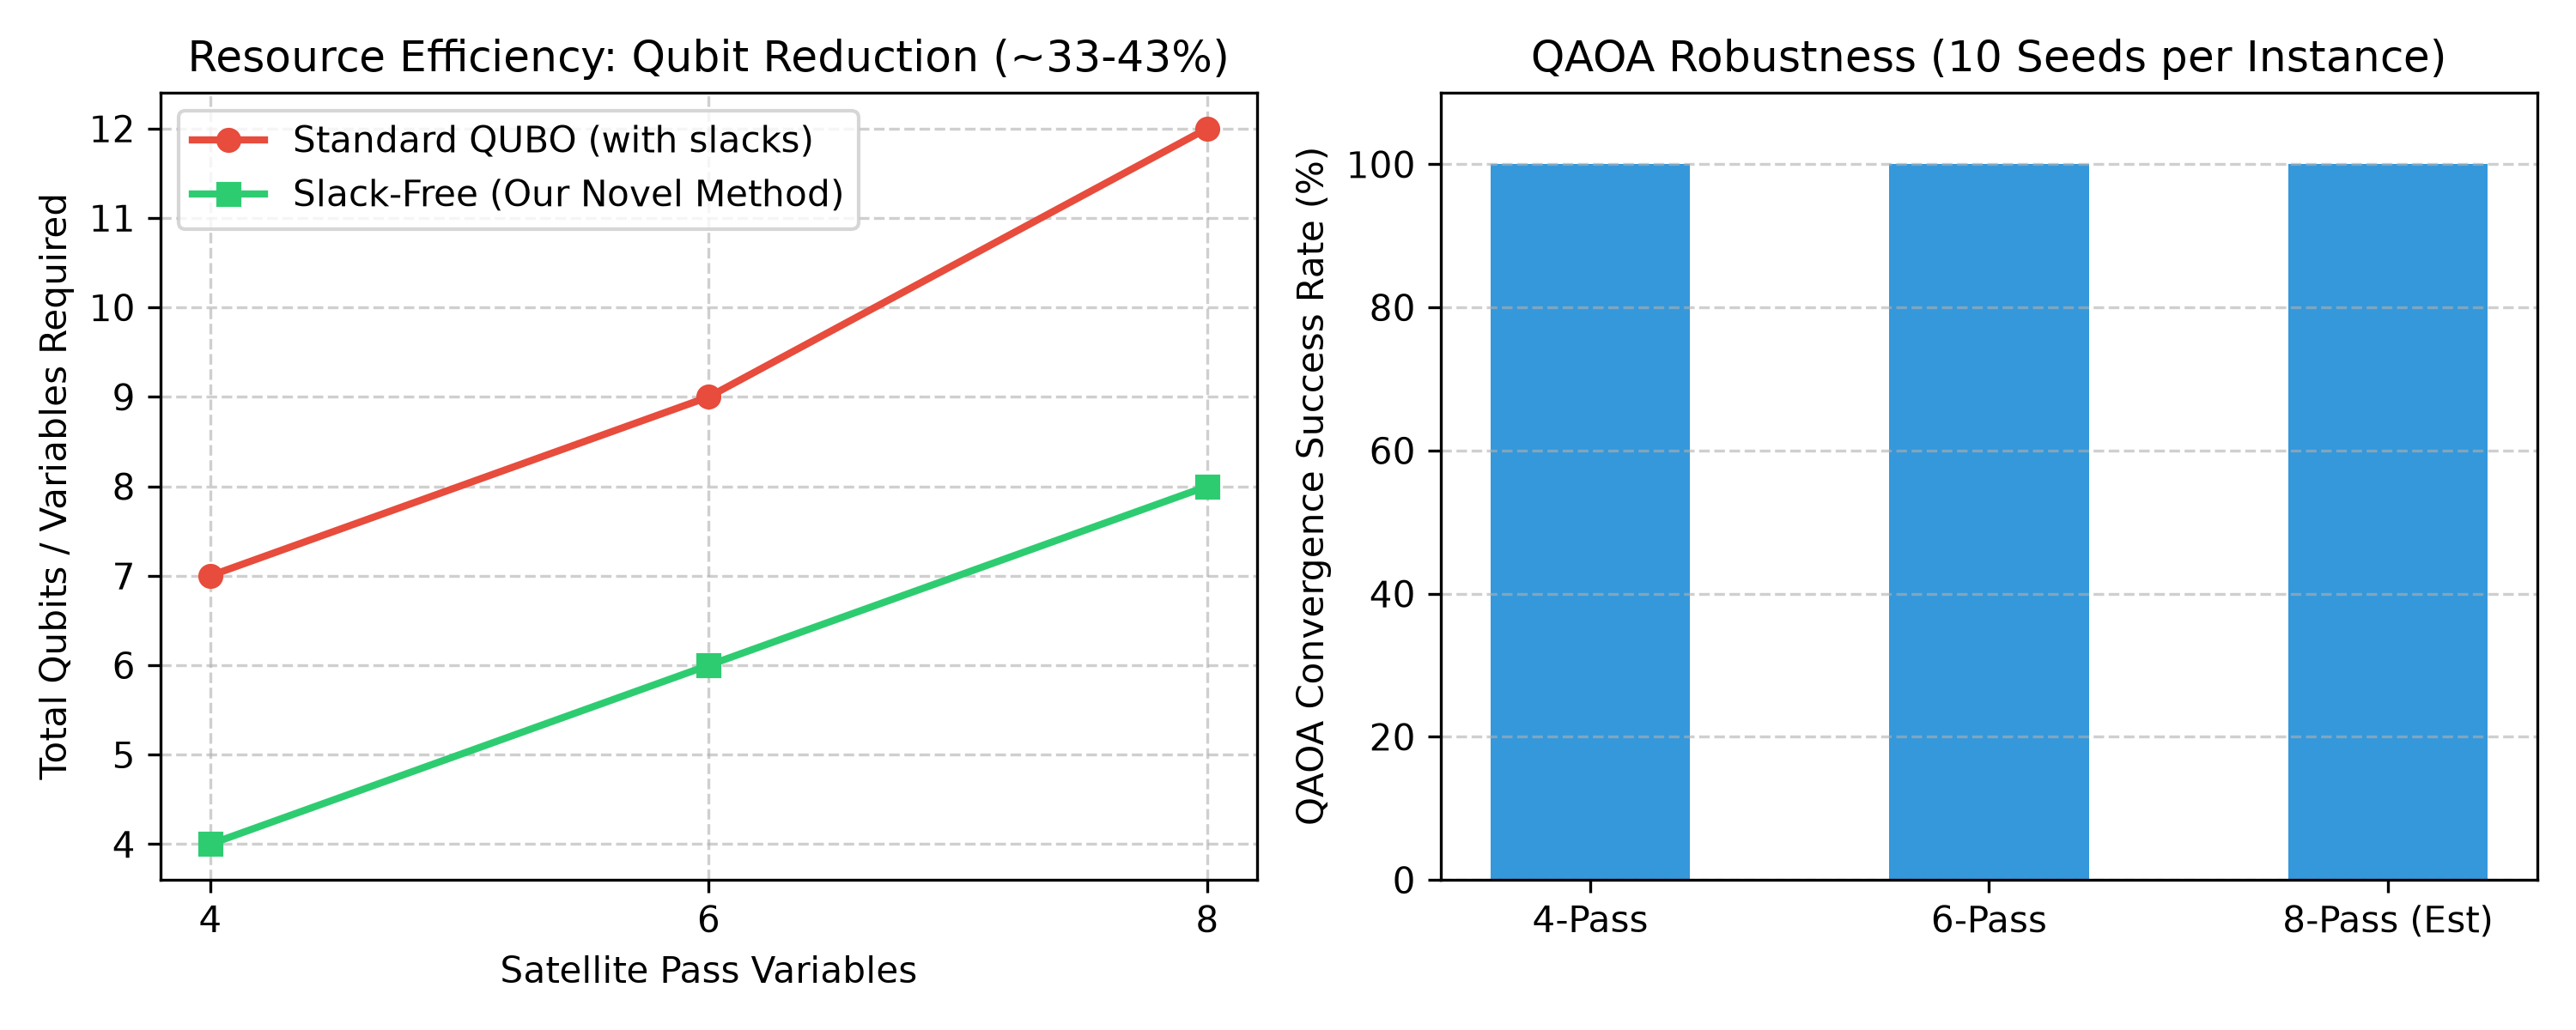 Resource Efficiency: Qubit Reduction (~33-43%)
Total Qubits / Variables Required
12
11
10
9
8
7
6
5
4
Standard QUBO (with slacks)
Slack-Free (Our Novel Method)
4
6
8
Satellite Pass Variables
QAOA Robustness (10 Seeds per Instance)
QAOA Convergence Success Rate (%)
100
80
60
40
20
0
4-Pass
6-Pass
8-Pass (Est)